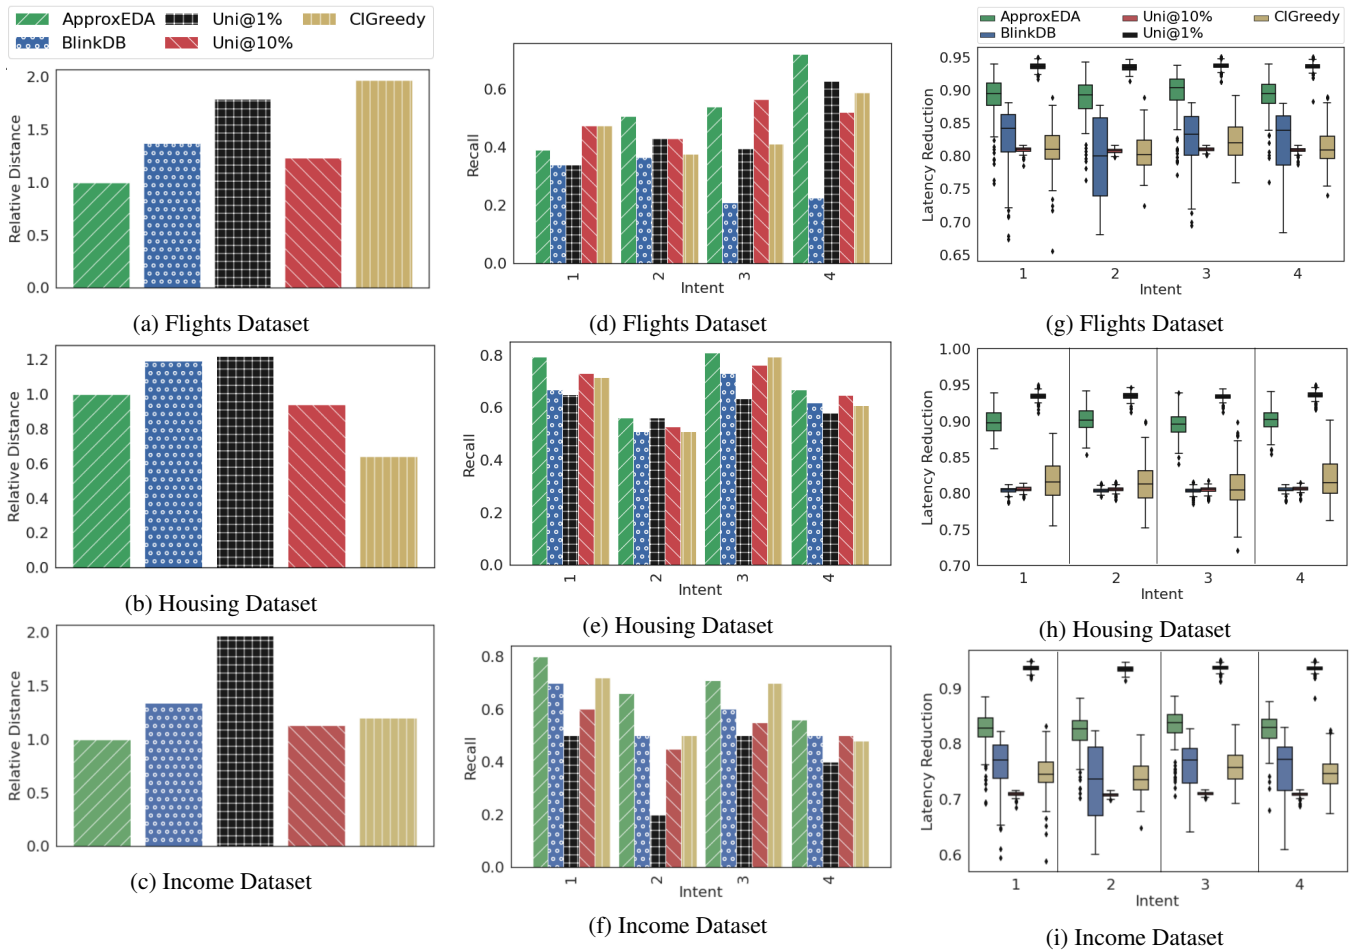 ApproxEDA Uni@1% CIGreedy
BlinkDB Uni@10%
Relative Distance
2.0
1.5
1.0
0.5
0.0
(a) Flights Dataset
Relative Distance
1.2
1.0
0.8
0.6
0.4
0.2
0.0
(b) Housing Dataset
Relative Distance
2.0
1.5
1.0
0.5
0.0
(c) Income Dataset
Recall
0.6
0.4
0.2
0.0
1 2 3 4
Intent
(d) Flights Dataset
Recall
0.8
0.6
0.4
0.2
0.0
1 2 3 4
Intent
(e) Housing Dataset
Recall
0.8
0.6
0.4
0.2
0.0
1 2 3 4
Intent
(f) Income Dataset
ApproxEDA Uni@10% CIGreedy
BlinkDB Uni@1%
Latency Reduction
0.95
0.90
0.85
0.80
0.75
0.70
0.65
1 2 3 4
Intent
(g) Flights Dataset
Latency Reduction
1.00
0.95
0.90
0.85
0.80
0.75
0.70
1 2 3 4
Intent
(h) Housing Dataset
Latency Reduction
0.9
0.8
0.7
0.6
1 2 3 4
Intent
(i) Income Dataset